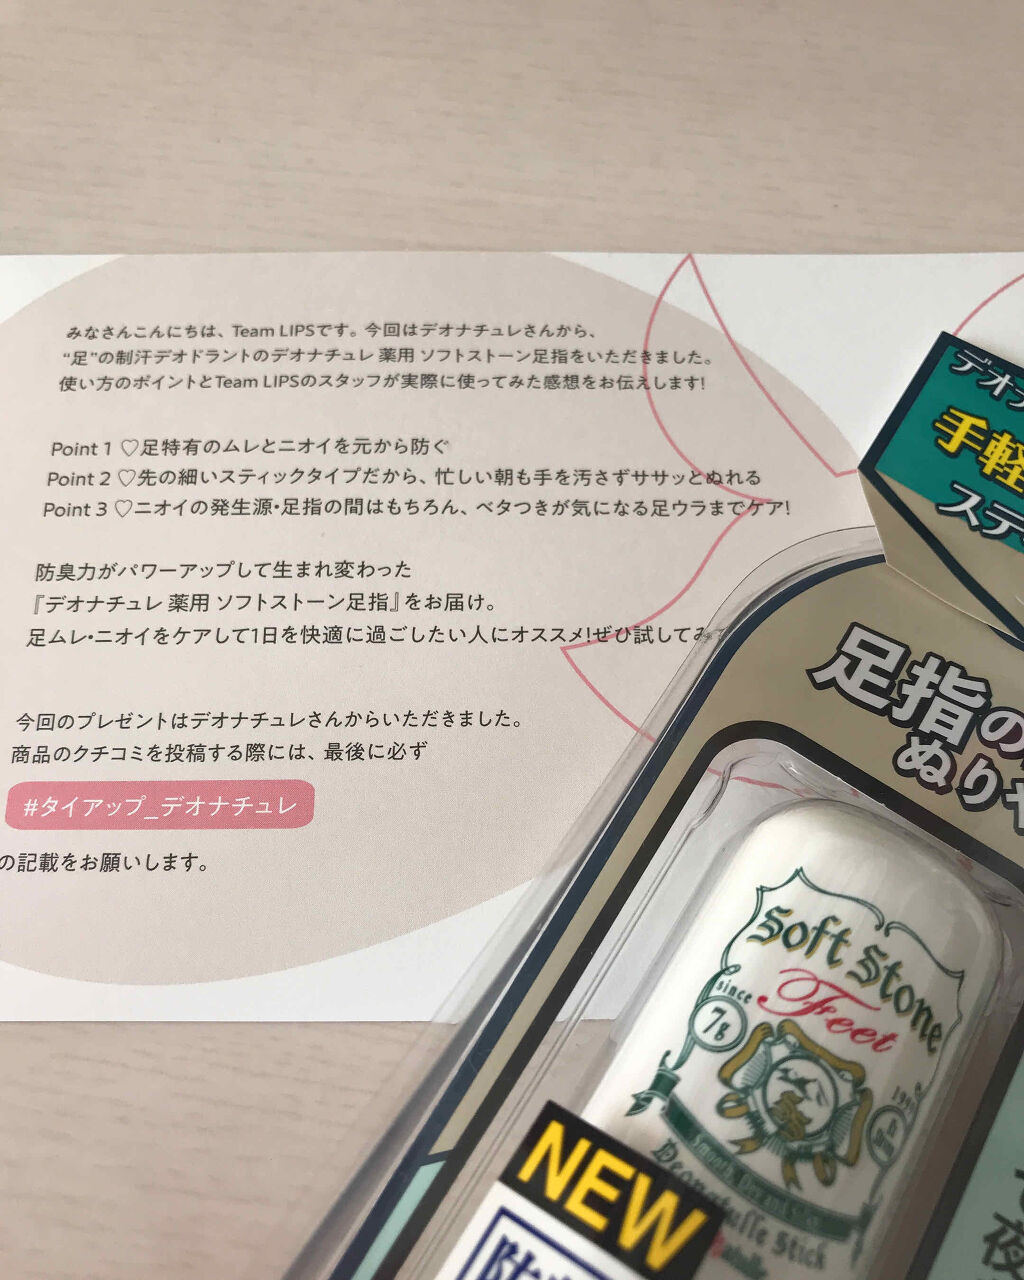 みなさんこんにちは、Team LIPSです。今回はデオナチュレさんから、
“足”の制汗デオドラントのデオナチュレ 薬用 ソフトストーン足指をいただきました。
使い方のポイントとTeam LIPSのスタッフが実際に使ってみた感想をお伝えします!
Point 1 ♡足特有のムレとニオイを元から防ぐ
Point 2 ♡先の細いスティックタイプだから、忙しい朝も手を汚さずササッとぬれる
Point 3 ♡ニオイの発生源・足指の間はもちろん、ベタつきが気になる足ウラまでケア!
防臭力がパワーアップして生まれ変わった
『デオナチュレ 薬用 ソフトストーン足指』をお届け。
足ムレ・ニオイをケアして1日を快適に過ごしたい人にオススメ!ぜひ試してみ
今回のプレゼントはデオナチュレさんからいただきました。
商品のクチコミを投稿する際には、最後に必ず
#タイアップ_デオナチュレ
の記載をお願いします。
デオナ
手軽
ステ
足指の
ぬりや
Soft Stone
Feet
since
7g
NEW
夜